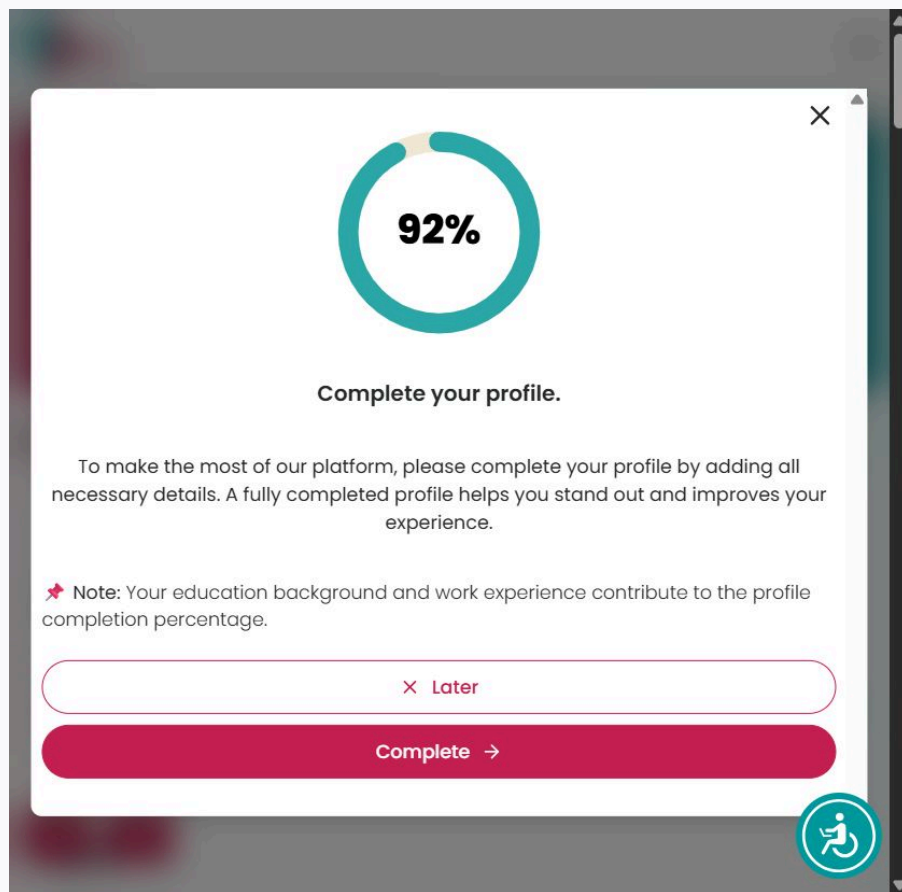 92%
Complete your profile.
To make the most of our platform, please complete your profile by adding all
necessary details. A fully completed profile helps you stand out and improves your
experience.
📌 Note: Your education background and work experience contribute to the profile
completion percentage.
× Later
Complete →